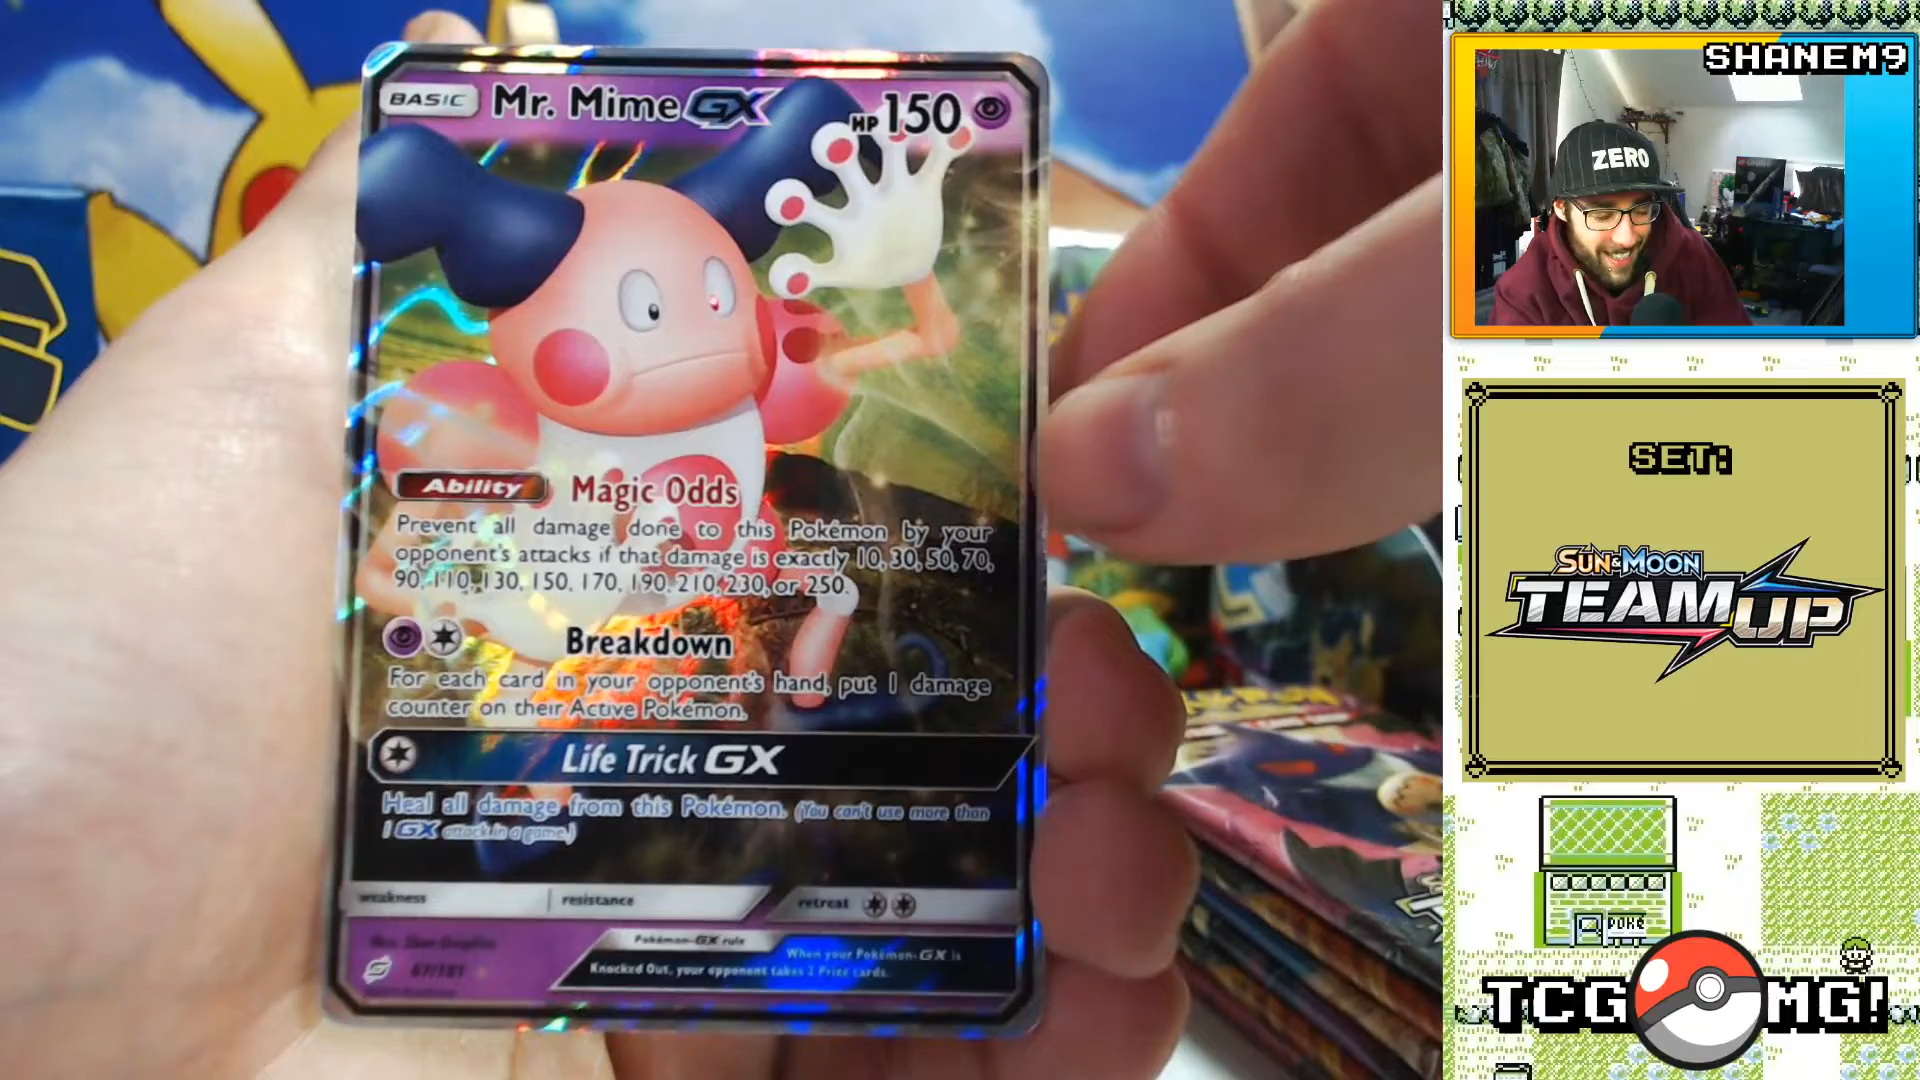 BASIC Mr. Mime GX HP 150
Ability Magic Odds
Prevent all damage done to this Pokémon by your
opponent's attacks if that damage is exactly 10, 30, 50, 70,
90, 110, 130, 150, 170, 190, 210, 230, or 250.
Breakdown
For each card in your opponent's hand, put 1 damage
counter on their Active Pokémon.
Life Trick GX
Heal all damage from this Pokémon. (You can't use more than
1 GX attack in a game.)
weakness resistance retreat
Pokémon-GX rule
When your Pokémon-GX is
Knocked Out, your opponent takes 2 Prize cards.
67/181
SHANEM9
ZERO
SET:
SUN & MOON
TEAM UP
POKé
TCG OMG!